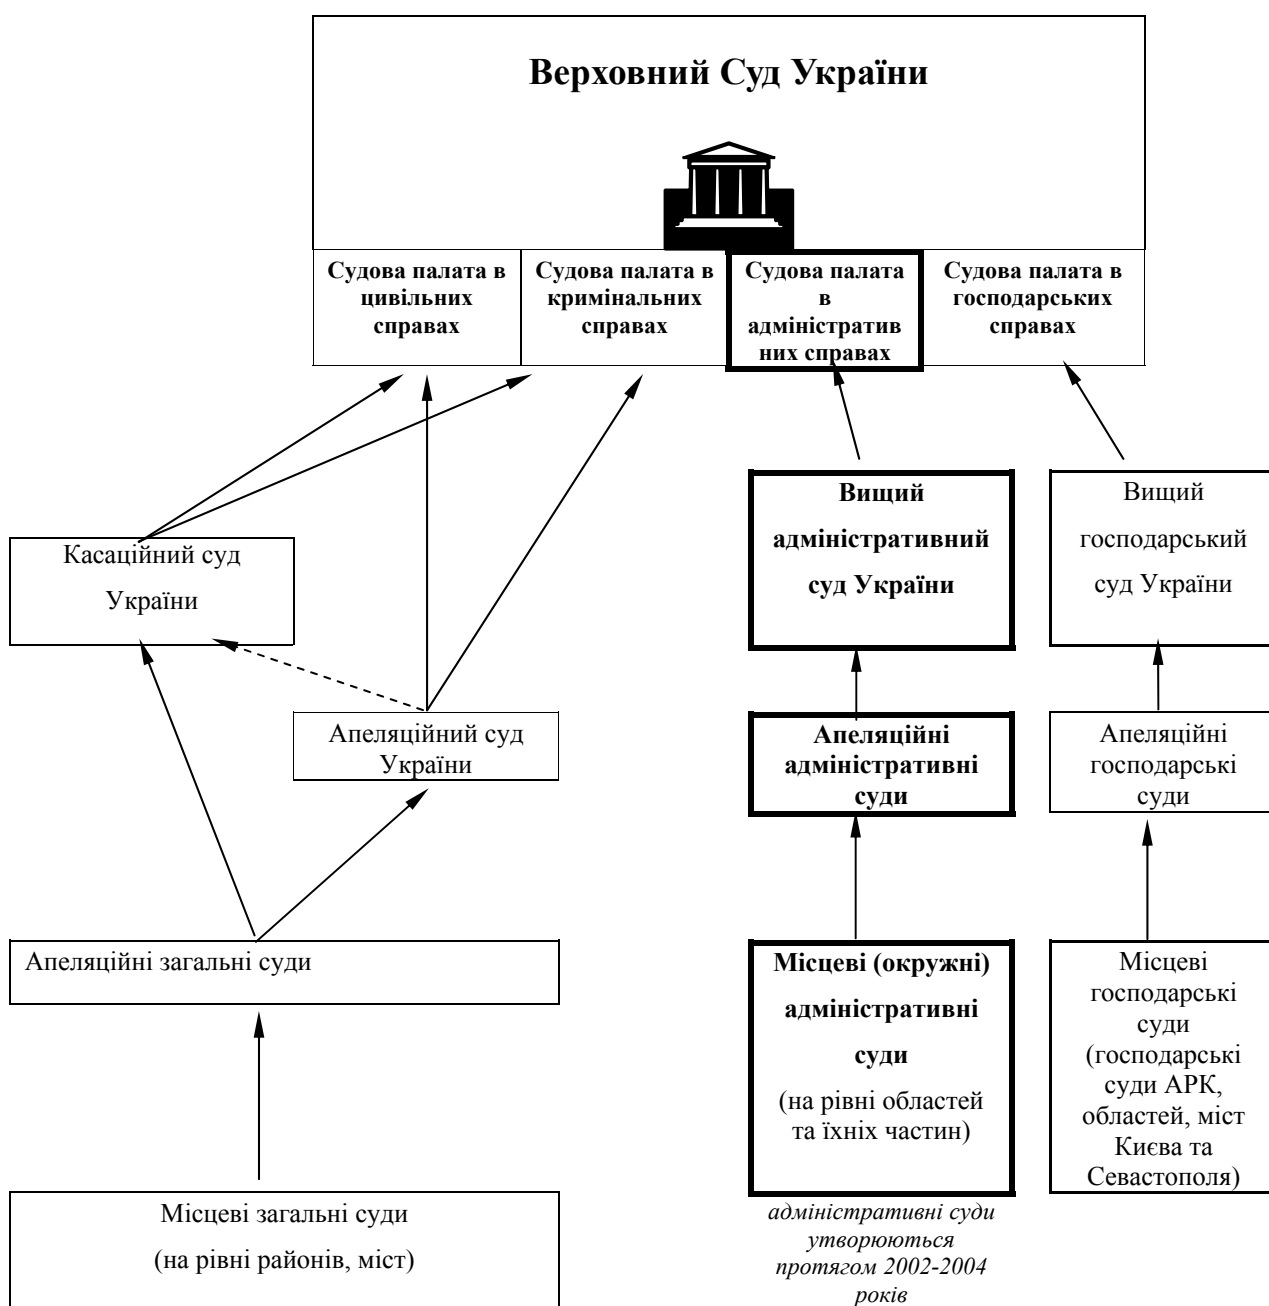 Верховний Суд України
Судова палата в
цивільних
справах
Судова палата в
кримінальних
справах
Судова палата
в
адміністратив
них справах
Судова палата в
господарських
справах
Вищий
адміністративний
суд України
Вищий
господарський
суд України
Касаційний суд
України
Апеляційний суд
України
Апеляційні
адміністративні
суди
Апеляційні
господарські
суди
Апеляційні загальні суди
Місцеві (окружні)
адміністративні
суди
(на рівні областей
та їхніх частин)
Місцеві
господарські
суди
(господарські
суди АРК,
областей, міст
Києва та
Севастополя)
Місцеві загальні суди
(на рівні районів, міст)
адміністративні суди
утворюються
протягом 2002-2004
років